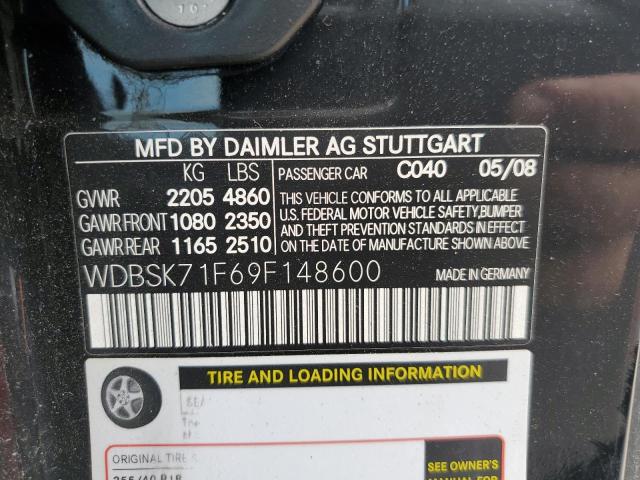 MFD BY DAIMLER AG STUTTGART
KG LBS PASSENGER CAR C040 05/08
GVWR 2205 4860
GAWR FRONT 1080 2350
GAWR REAR 1165 2510
THIS VEHICLE CONFORMS TO ALL APPLICABLE
U.S. FEDERAL MOTOR VEHICLE SAFETY,BUMPER
AND THEFT PREVENTION STANDARDS IN EFFECT
ON THE DATE OF MANUFACTURE SHOWN ABOVE.
WDBSK71F69F148600 MADE IN GERMANY
TIRE AND LOADING INFORMATION
ORIGINAL TIRE
SEE OWNER'S
MANUAL FOR